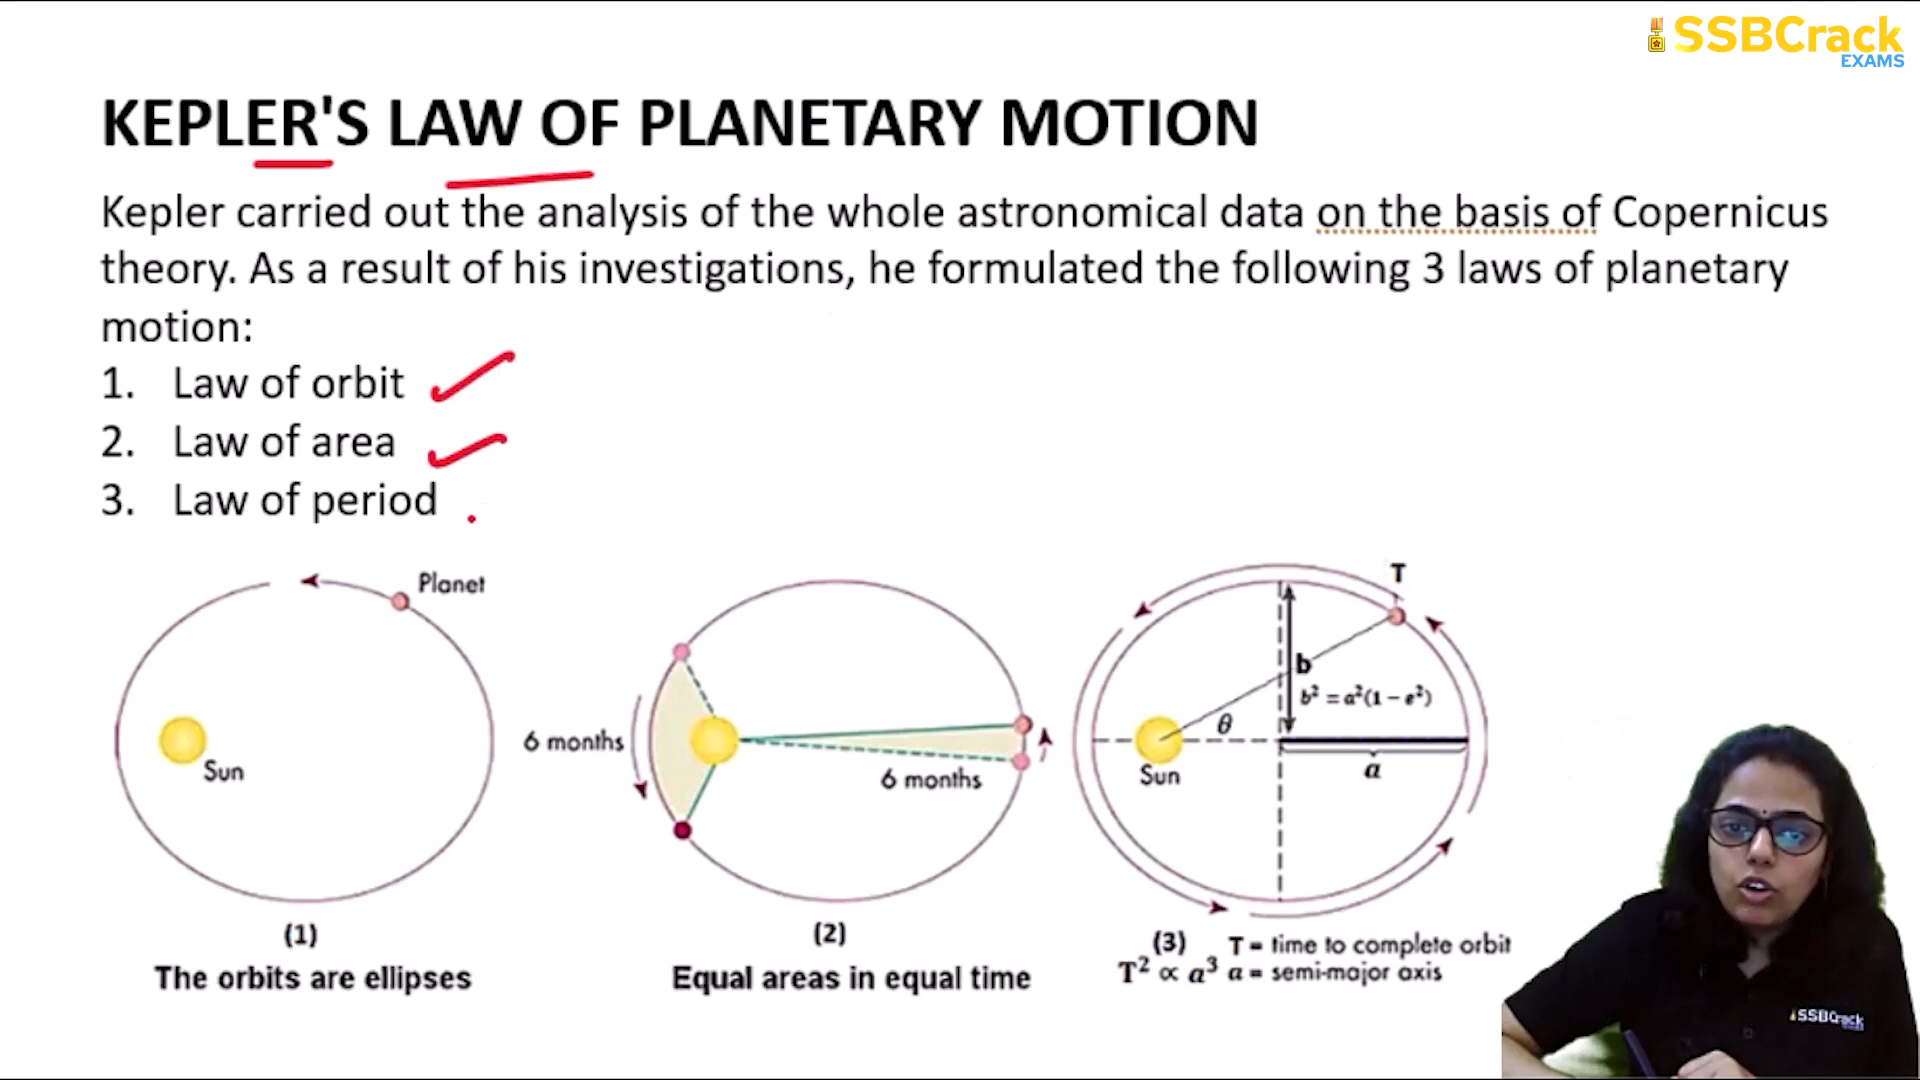 SSBCrack
EXAMS
KEPLER'S LAW OF PLANETARY MOTION
Kepler carried out the analysis of the whole astronomical data on the basis of Copernicus
theory. As a result of his investigations, he formulated the following 3 laws of planetary
motion:
1. Law of orbit
2. Law of area
3. Law of period
Planet
Sun
(1)
The orbits are ellipses
6 months
6 months
(2)
Equal areas in equal time
T
b
b² = a²(1 - e²)
θ
Sun
a
(3) T = time to complete orbit
T² ∝ a³ a = semi-major axis
SSBCrack
EXAMS